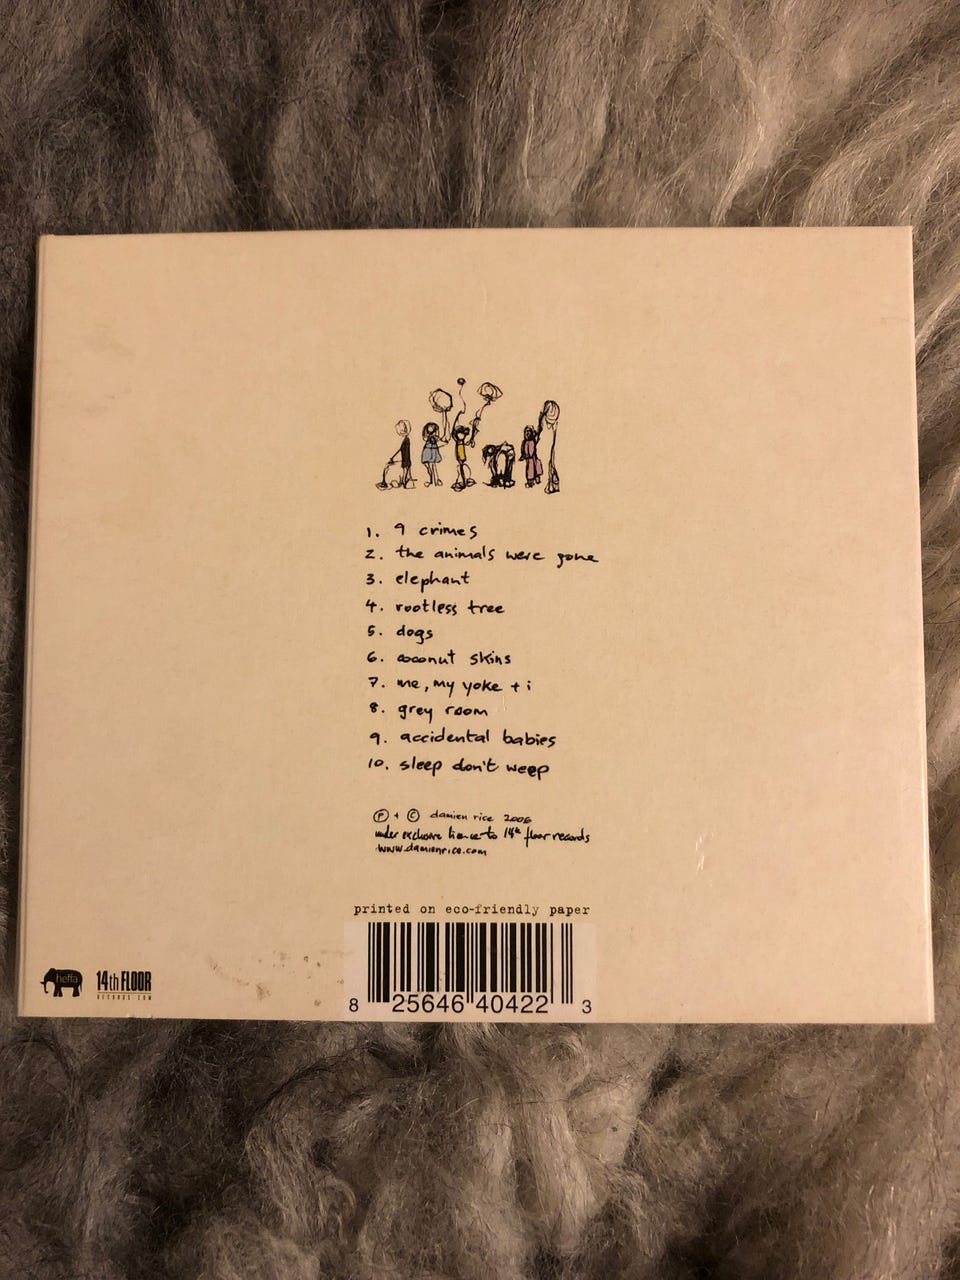 1. 9 crimes
2. the animals were gone
3. elephant
4. rootless tree
5. dogs
6. coconut skins
7. me, my yoke + i
8. grey room
9. accidental babies
10. sleep don't weep
Ⓟ + © damien rice 2006
under exclusive licence to 14th floor records
www.damienrice.com
printed on eco-friendly paper
heffa
14th FLOOR
RECORDS.COM
8 25646 40422 3